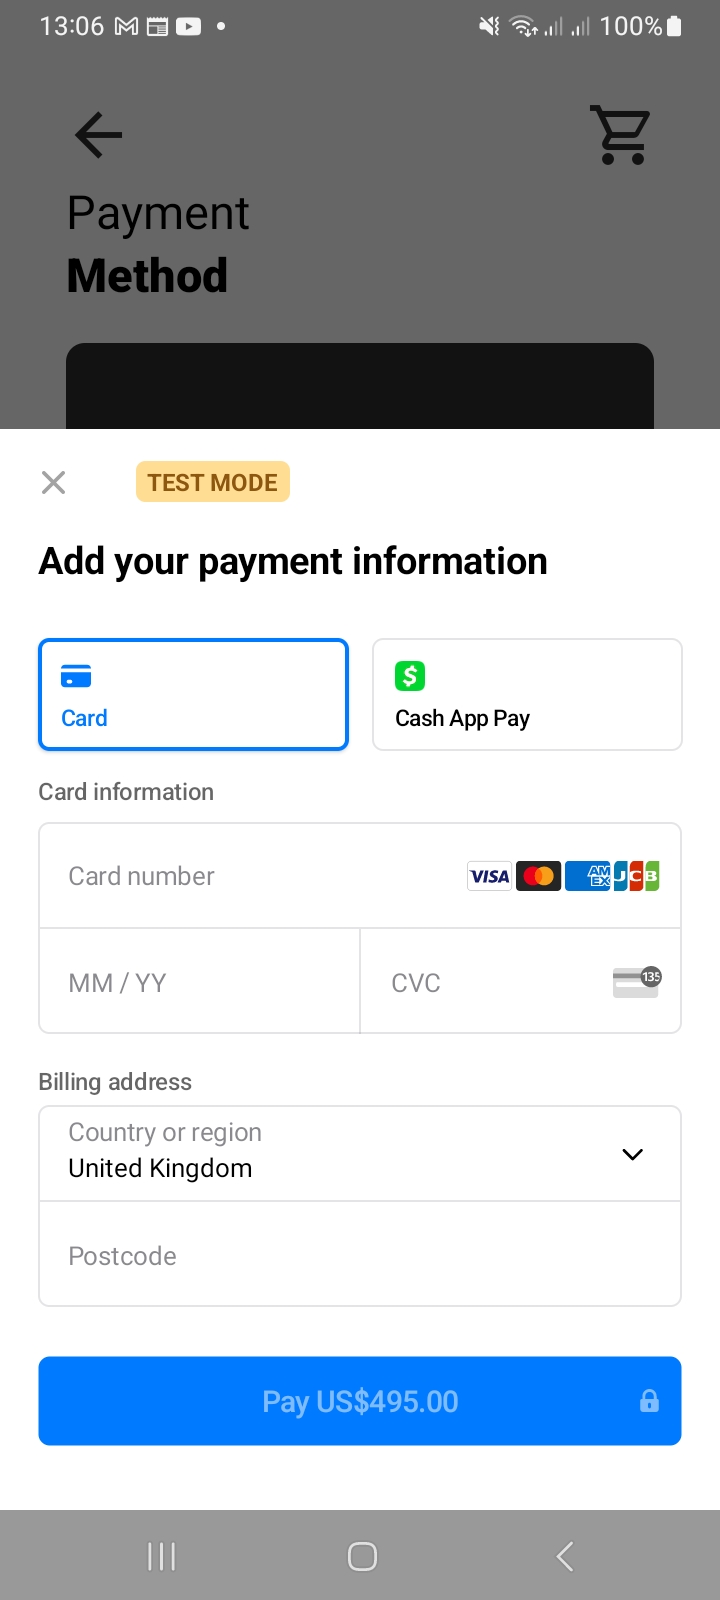 13:06 100%
Payment
Method
TEST MODE
Add your payment information
Card
Cash App Pay
Card information
Card number VISA AM EX JCB
MM / YY CVC 135
Billing address
Country or region
United Kingdom
Postcode
Pay US$495.00